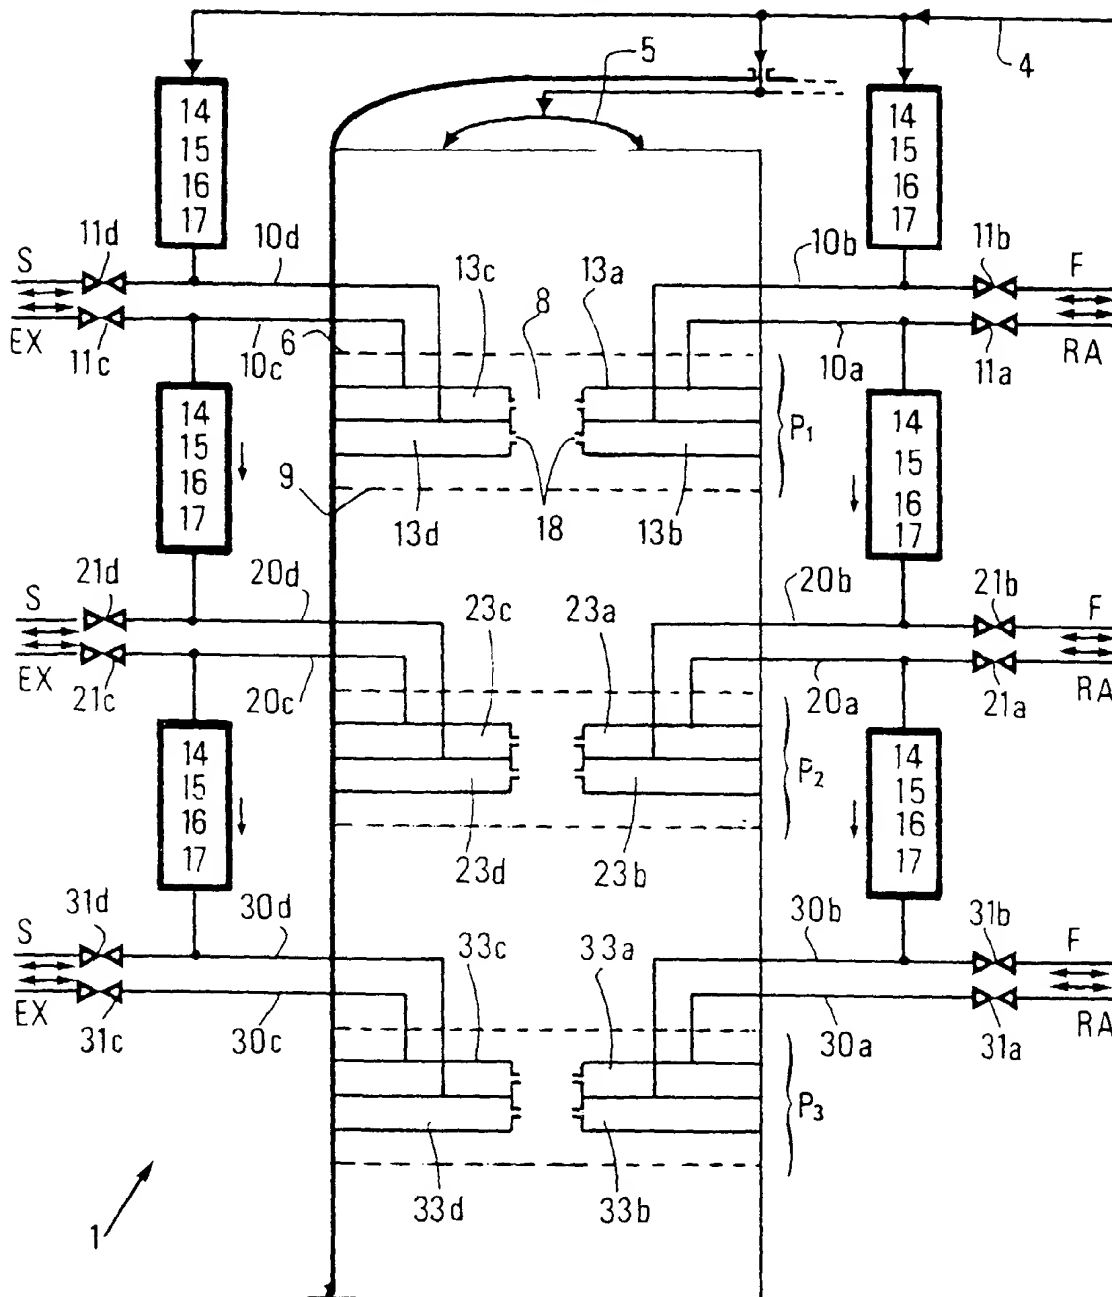 5
4
14
15
16
17
14
15
16
17
S
11d
10d
13c
13a
10b
11b
F
8
EX
11c
10c
6
10a
11a
RA
14
15
16
17
14
15
16
17
P1
9
13d
18
13b
S
21d
20d
23c
23a
20b
21b
F
EX
21c
20c
20a
21a
RA
14
15
16
17
14
15
16
17
P2
23d
23b
S
31d
30d
33c
33a
30b
31b
F
EX
31c
30c
30a
31a
RA
P3
33d
33b
1